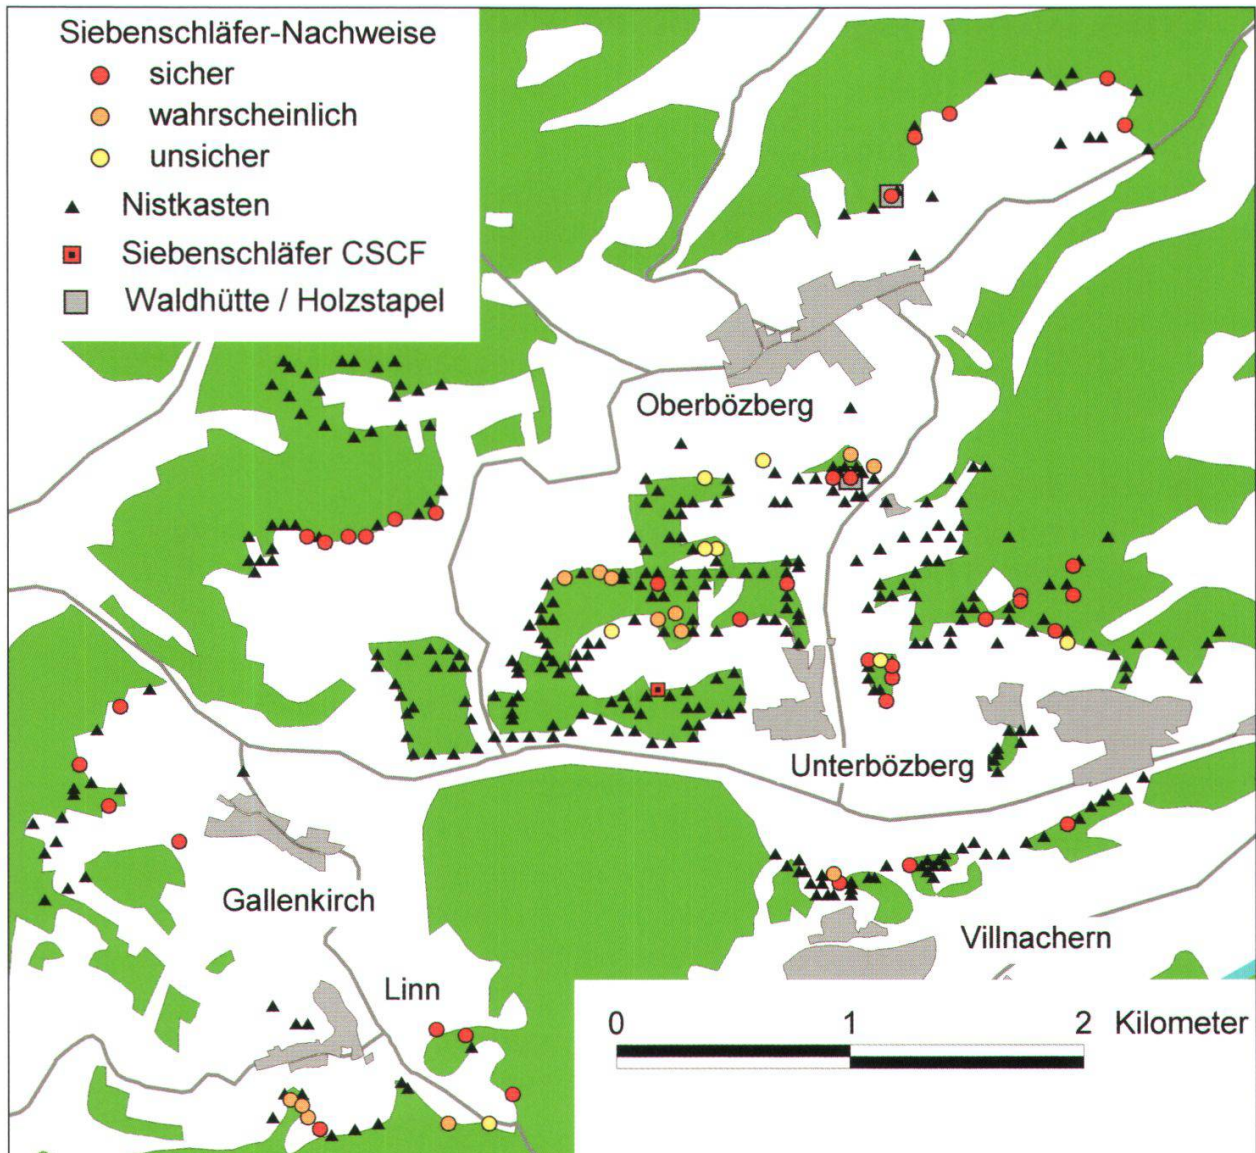 Siebenschläfer-Nachweise
sicher
wahrscheinlich
unsicher
Nistkasten
Siebenschläfer CSCF
Waldhütte / Holzstapel
Oberbözberg
Unterbözberg
Gallenkirch
Villnachern
Linn
0 1 2 Kilometer